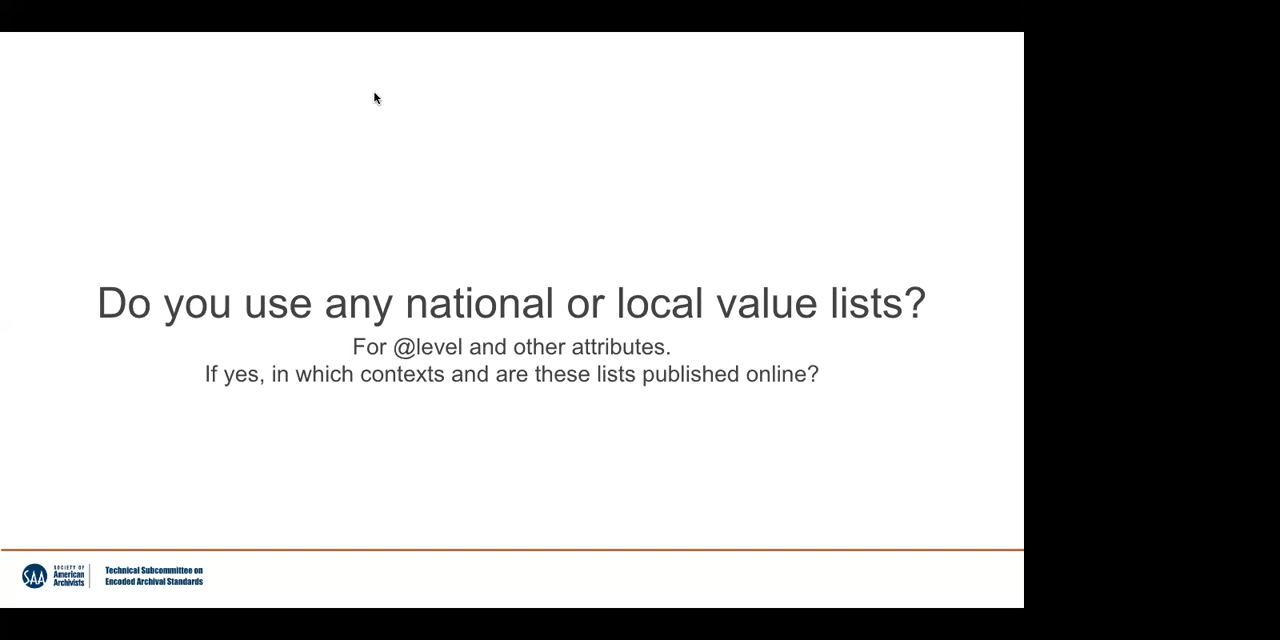 Do you use any national or local value lists?
For @level and other attributes.
If yes, in which contexts and are these lists published online?
SAA
SOCIETY OF
American
Archivists
Technical Subcommittee on
Encoded Archival Standards